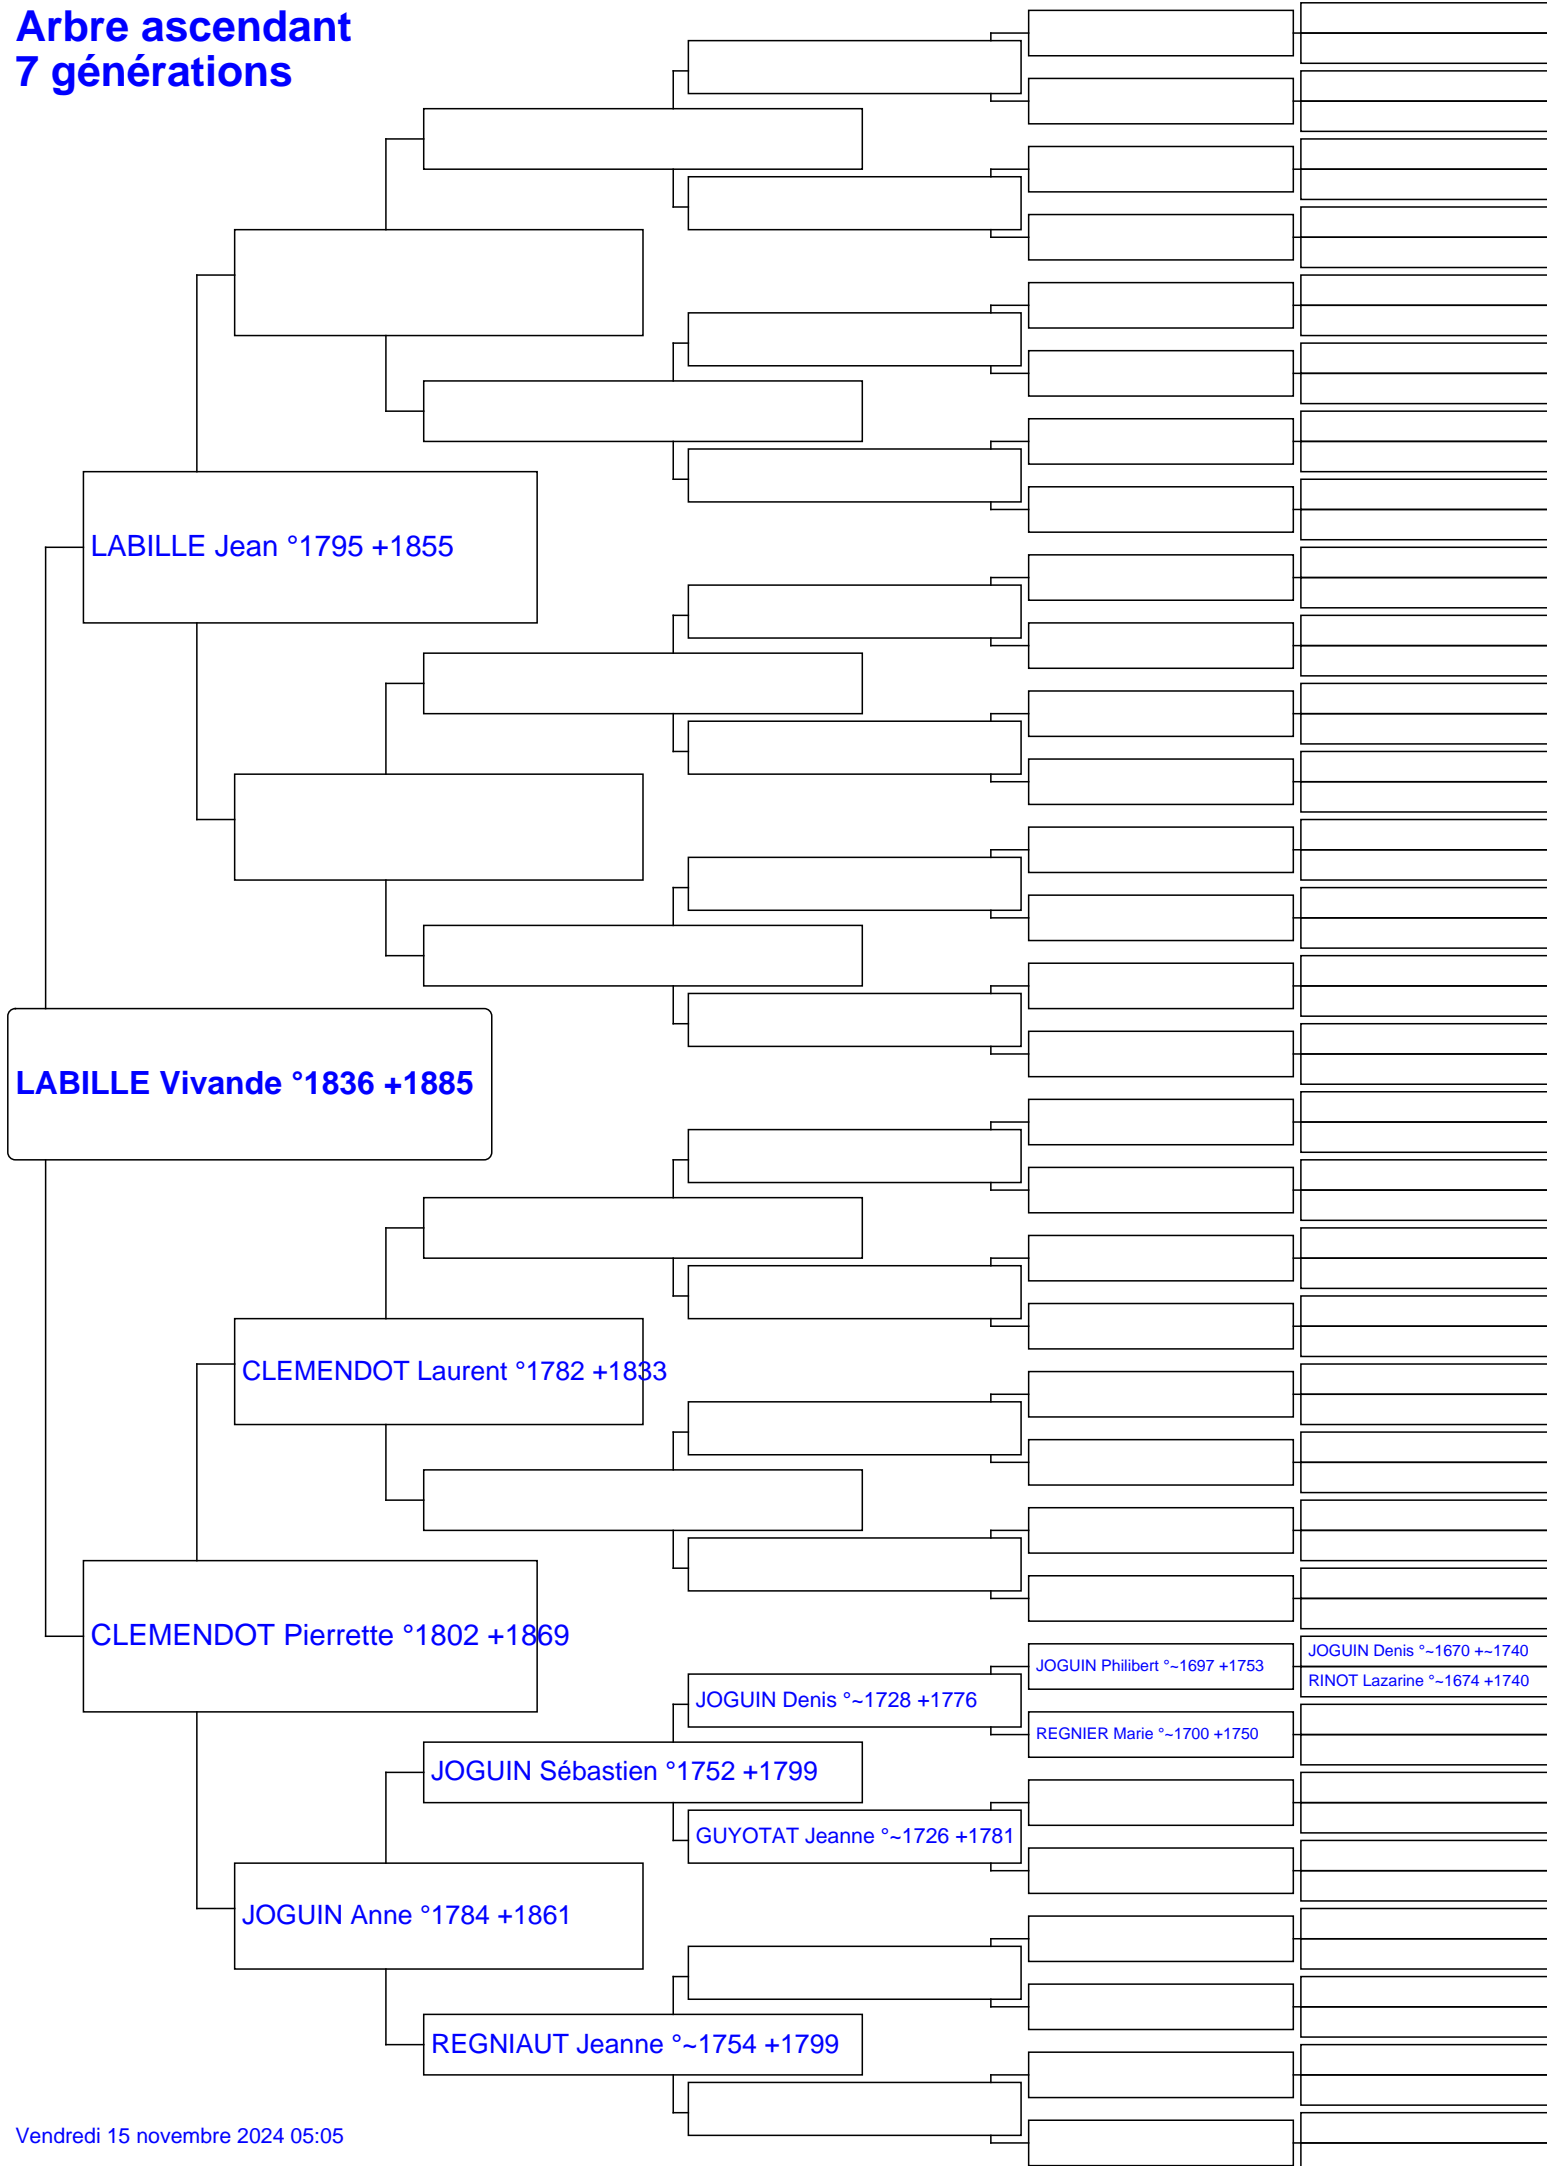 Arbre ascendant
7 générations
LABILLE Jean °1795 +1855
LABILLE Vivande °1836 +1885
CLEMENDOT Laurent °1782 +1833
CLEMENDOT Pierrette °1802 +1869
JOGUIN Denis °~1670 +~1740
JOGUIN Philibert °~1697 +1753
RINOT Lazarine °~1674 +1740
JOGUIN Denis °~1728 +1776
REGNIER Marie °~1700 +1750
JOGUIN Sébastien °1752 +1799
GUYOTAT Jeanne °~1726 +1781
JOGUIN Anne °1784 +1861
REGNIAUT Jeanne °~1754 +1799
Vendredi 15 novembre 2024 05:05